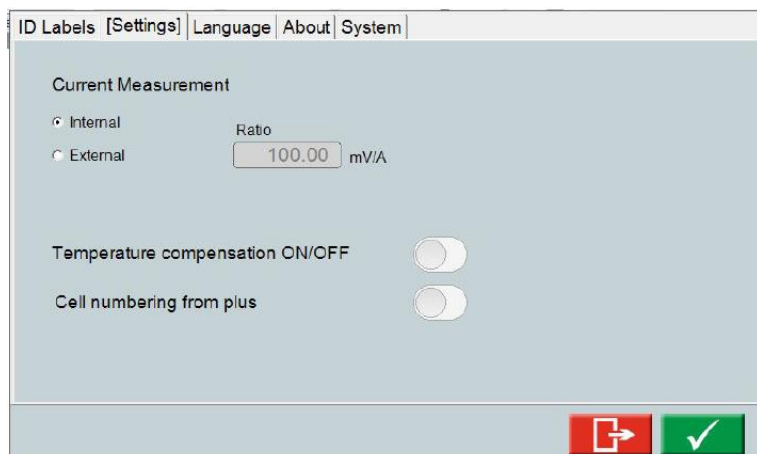 ID Labels [Settings] Language About System
Current Measurement
Internal
Ratio
External 100.00 mV/A
Temperature compensation ON/OFF
Cell numbering from plus